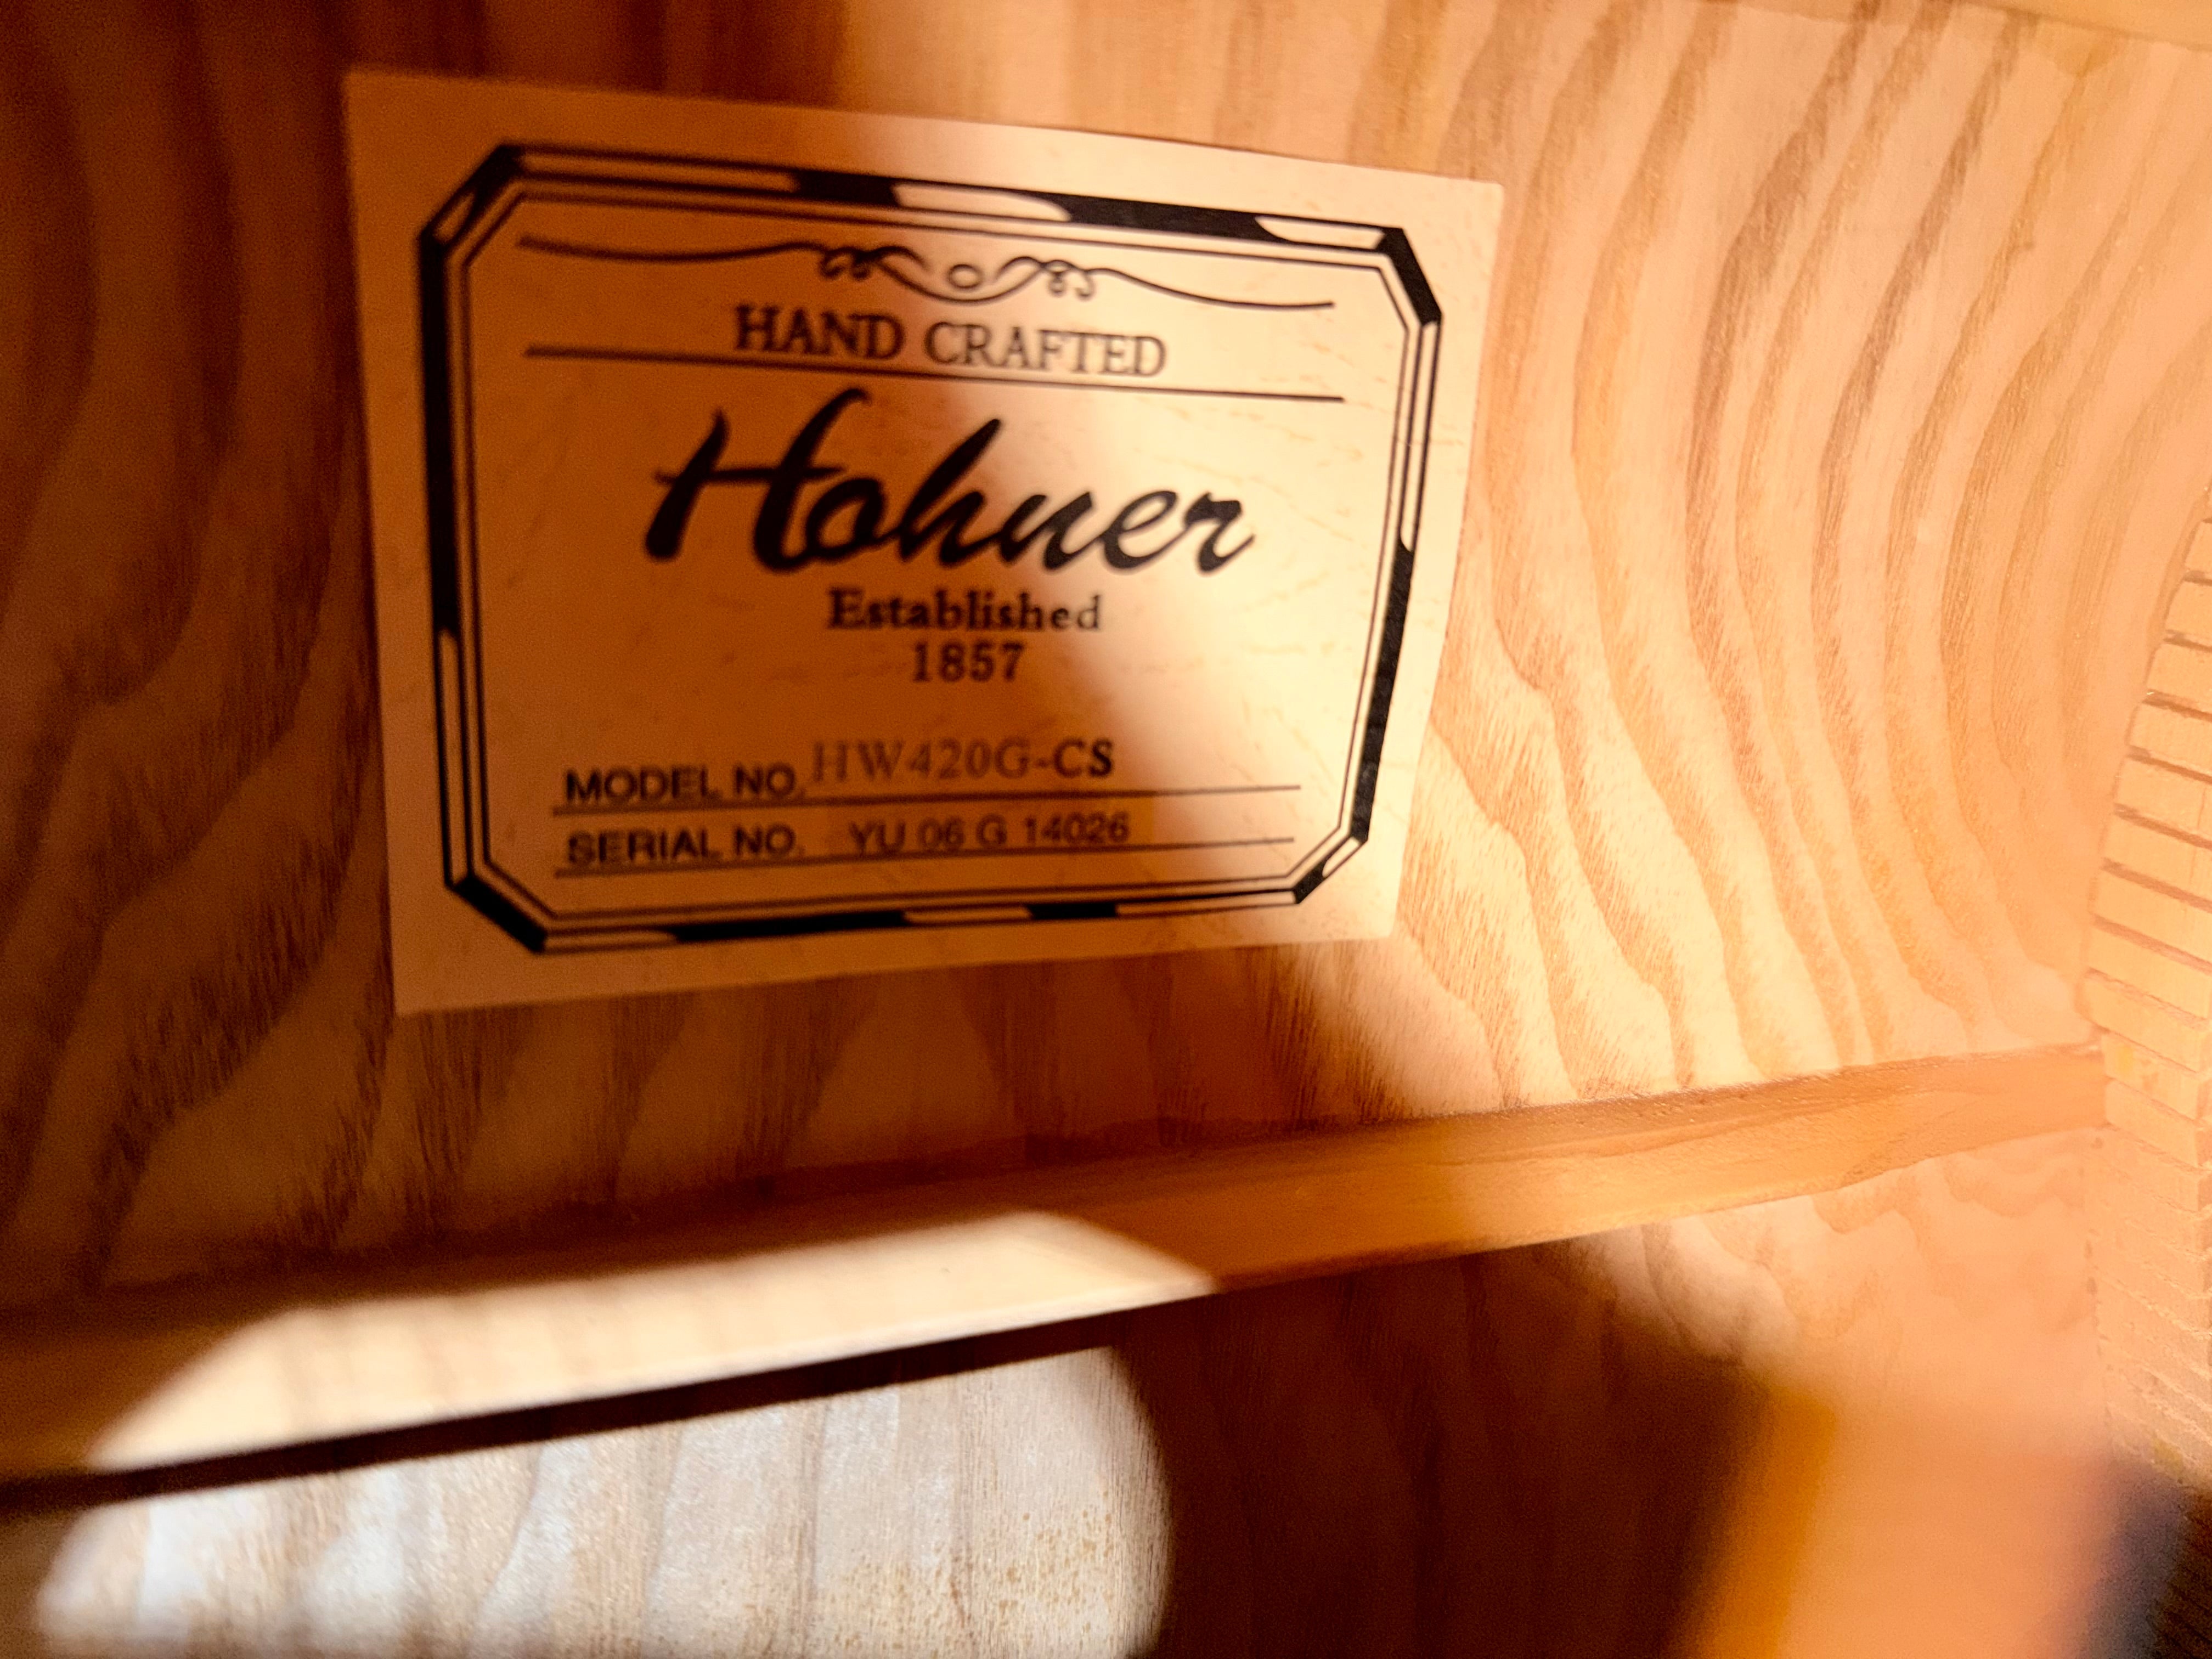 HAND CRAFTED
Hohner
Established
1857
MODEL NO. HW420G-CS
SERIAL NO. YU 06 G 14026